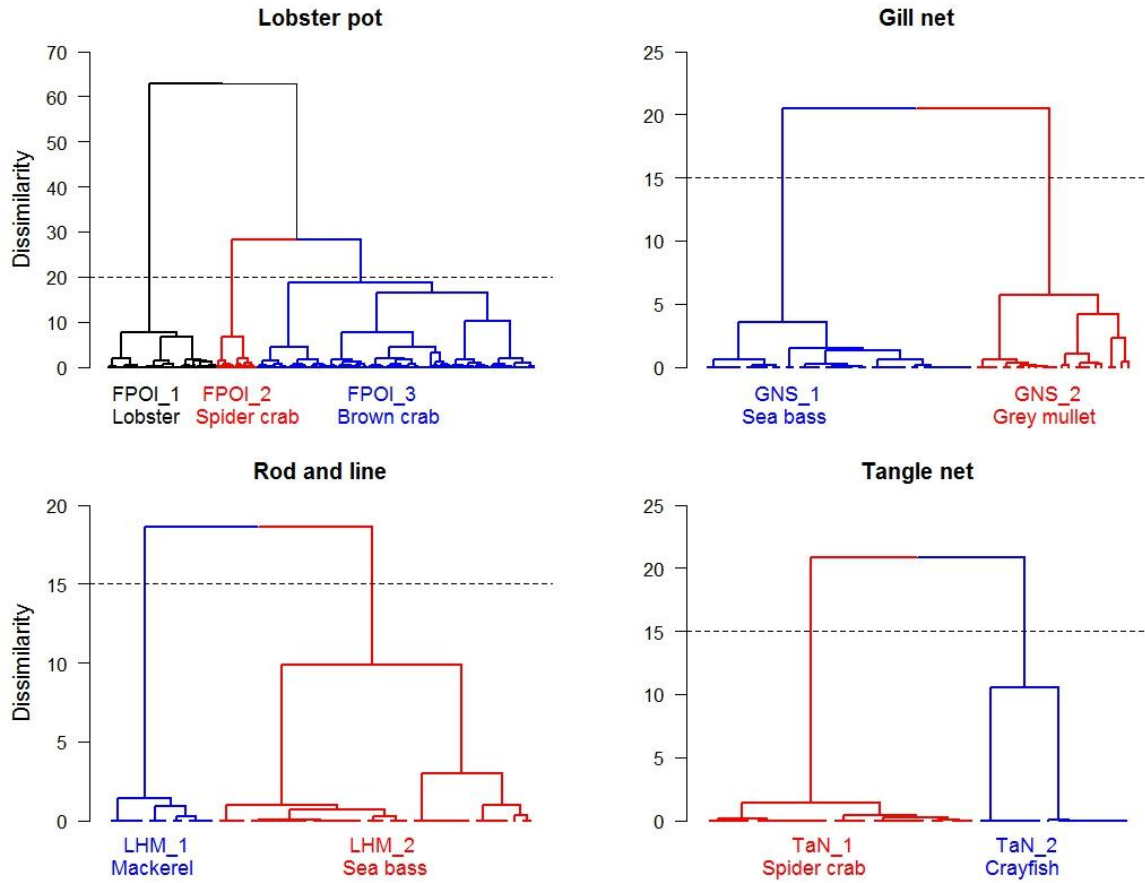 Lobster pot
Gill net
70
60
50
40
30
20
10
0
Dissimilarity
FPOI_1 FPOI_2 FPOI_3
Lobster Spider crab Brown crab
25
20
15
10
5
0
GNS_1 GNS_2
Sea bass Grey mullet
Rod and line
Tangle net
20
15
10
5
0
Dissimilarity
LHM_1 LHM_2
Mackerel Sea bass
25
20
15
10
5
0
TaN_1 TaN_2
Spider crab Crayfish